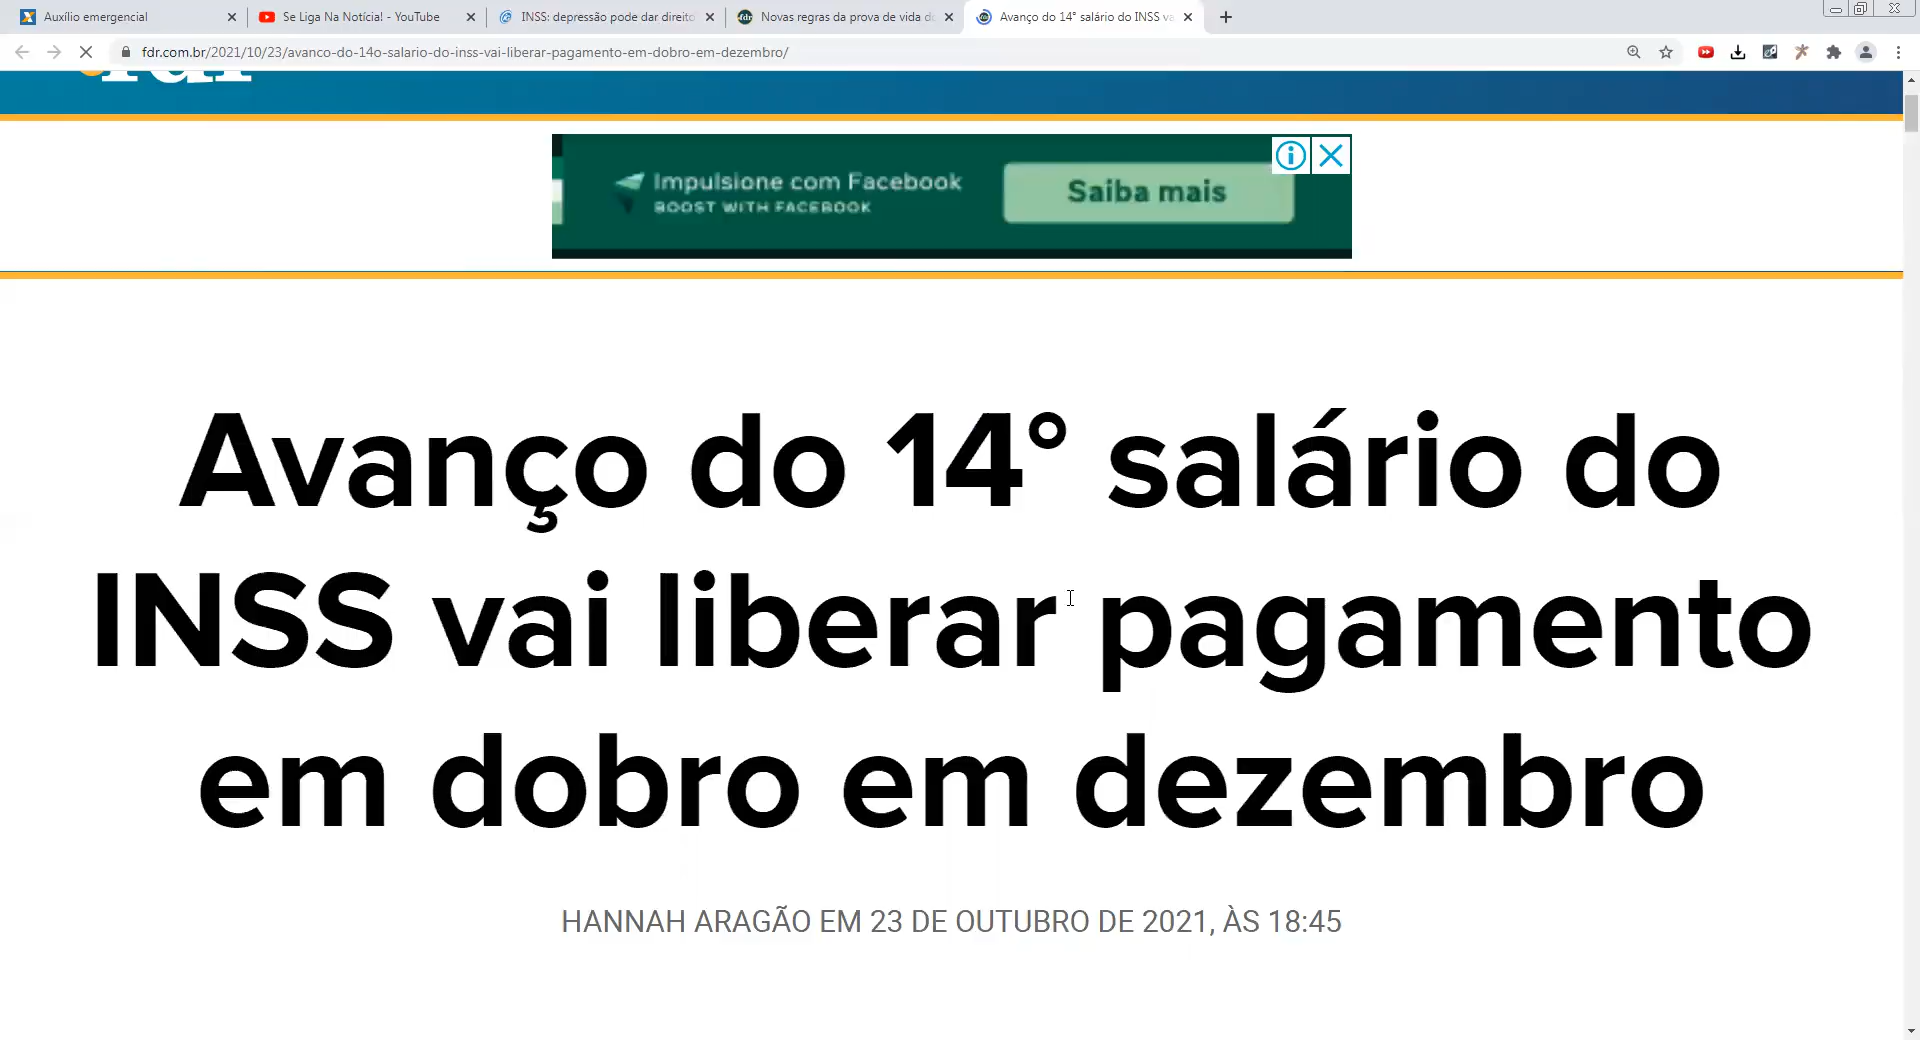 Auxílio emergencial
Se Liga Na Notícia! - YouTube
INSS: depressão pode dar direito
Novas regras da prova de vida d
Avanço do 14° salário do INSS va
fdr.com.br/2021/10/23/avanco-do-14o-salario-do-inss-vai-liberar-pagamento-em-dobro-em-dezembro/
fdr
Impulsione com Facebook
BOOST WITH FACEBOOK
Saiba mais
Avanço do 14° salário do
INSS vai liberar pagamento
em dobro em dezembro
HANNAH ARAGÃO EM 23 DE OUTUBRO DE 2021, ÀS 18:45